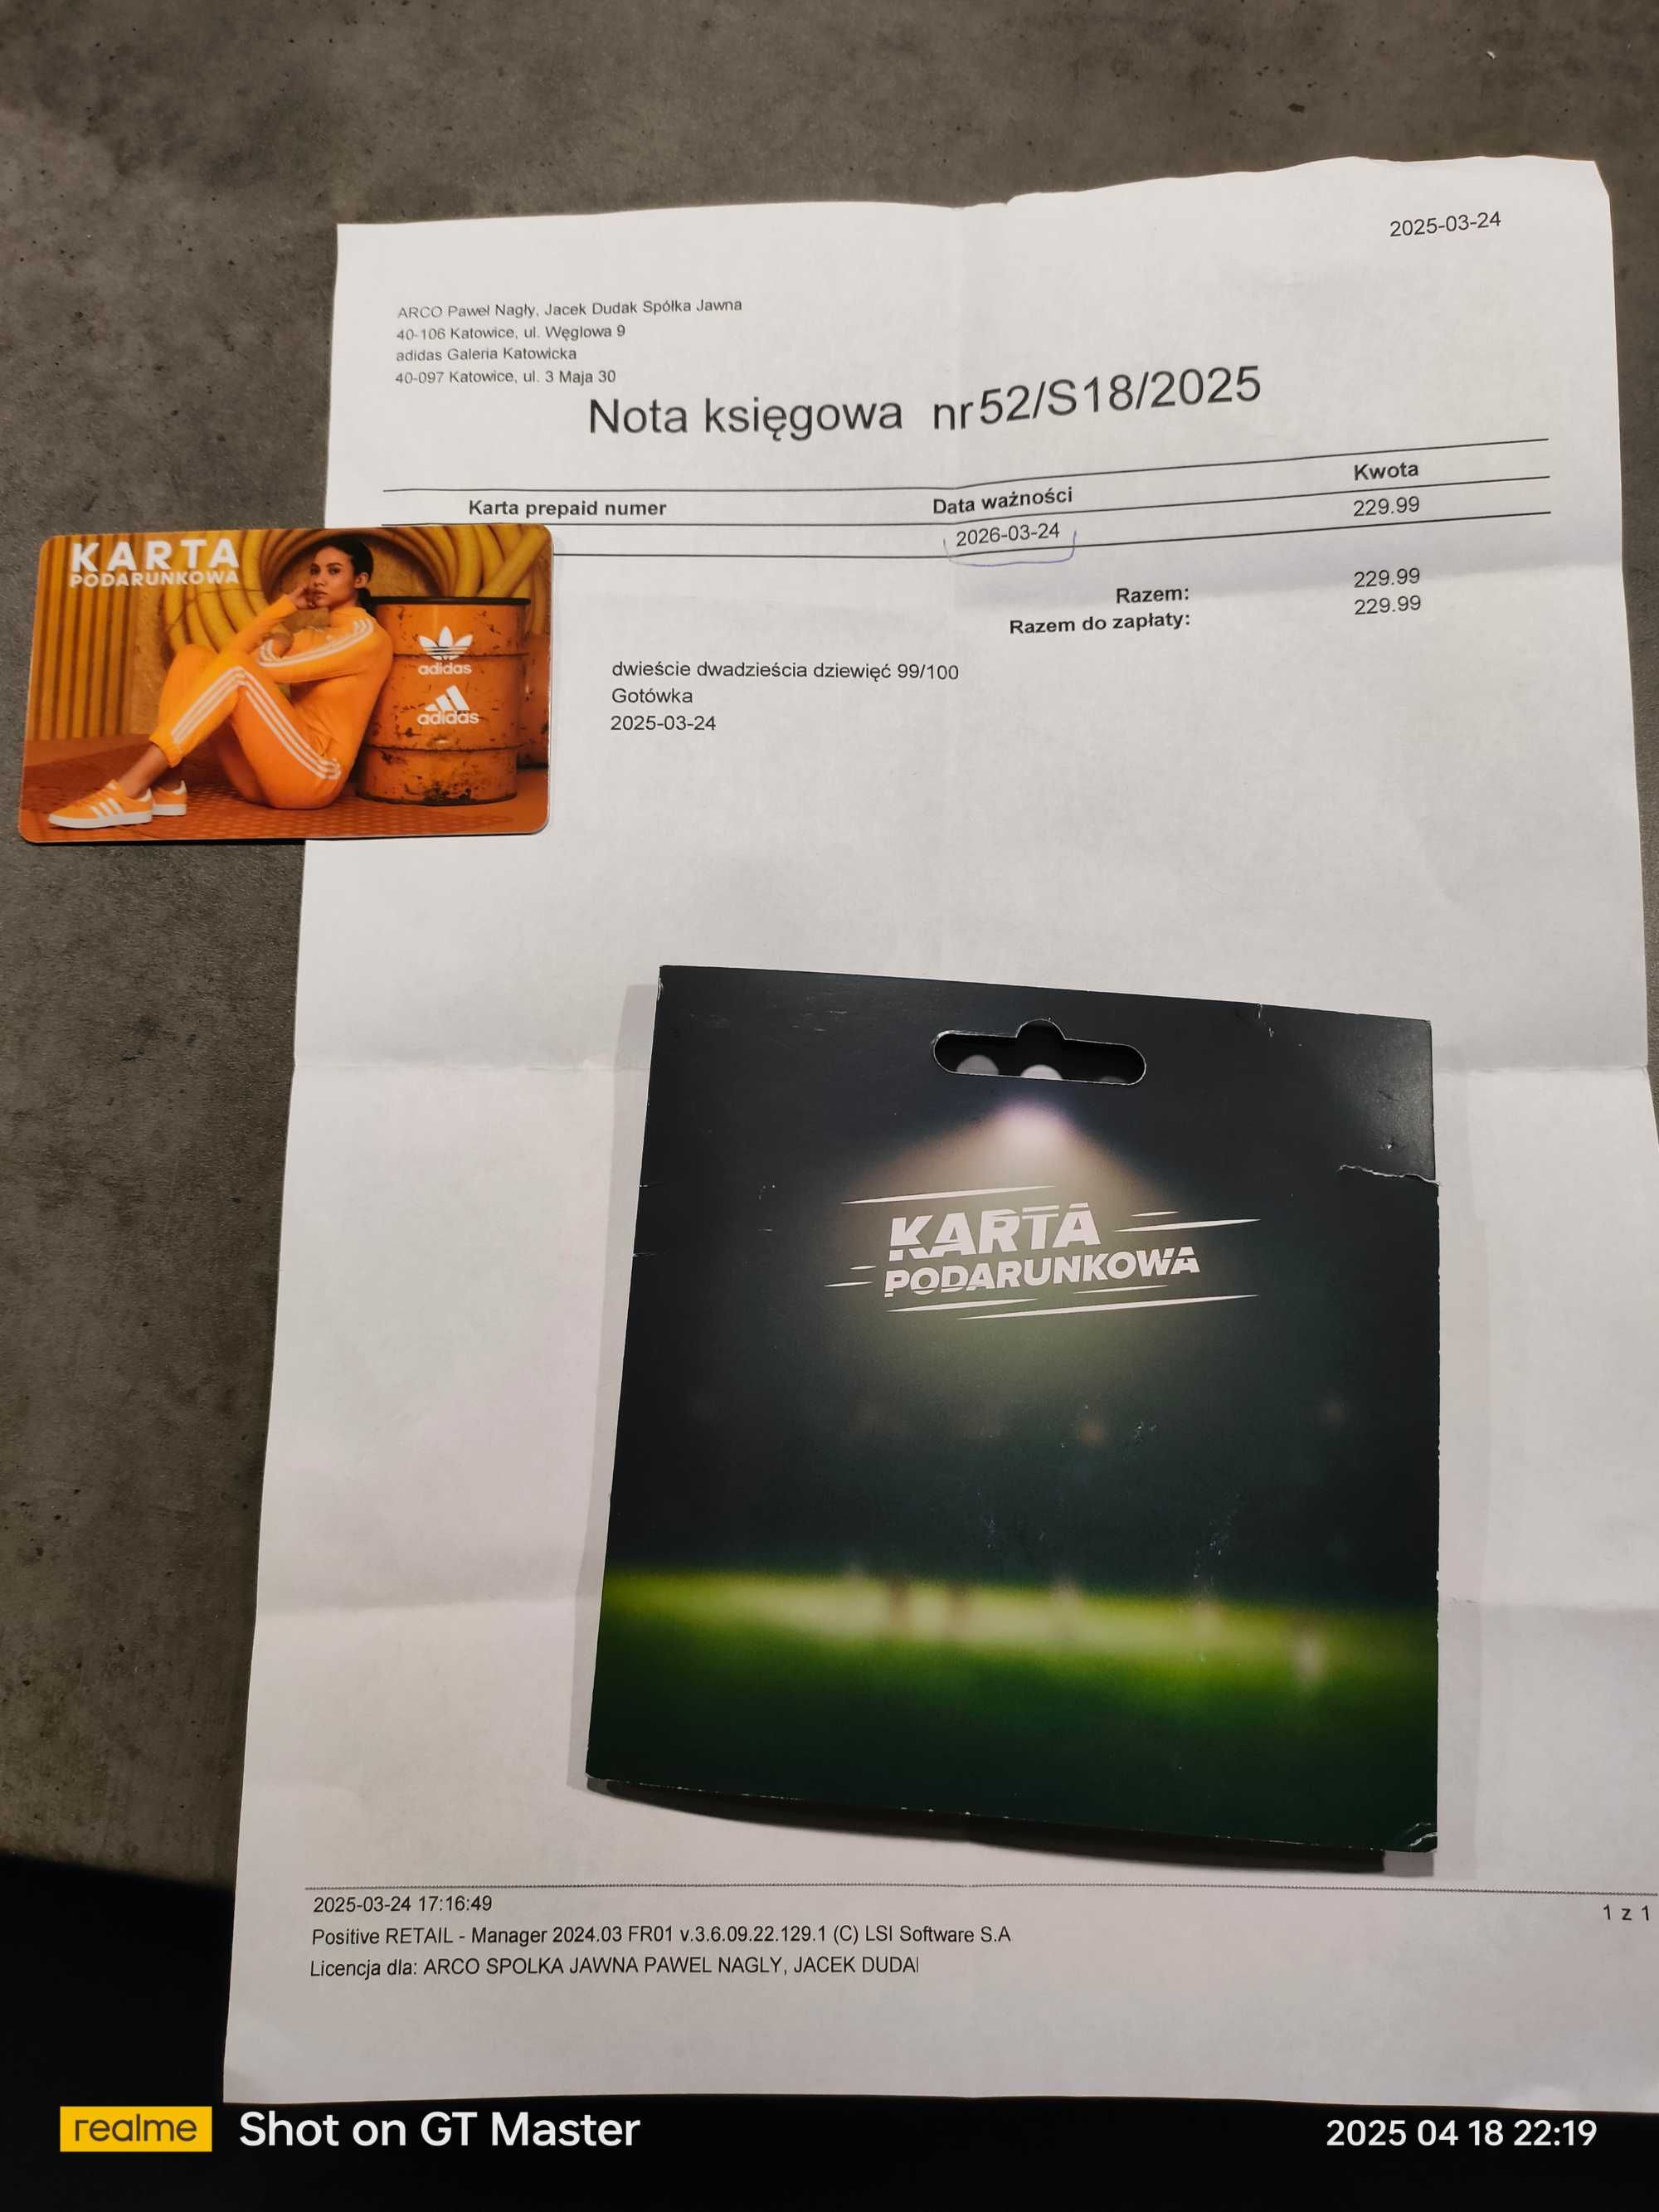 2025-03-24
ARCO Paweł Nagły, Jacek Dudak Spółka Jawna
40-106 Katowice, ul. Węglowa 9
adidas Galeria Katowicka
40-097 Katowice, ul. 3 Maja 30
Nota księgowa nr 52/S18/2025
Karta prepaid numer Data ważności Kwota
2026-03-24 229.99
Razem: 229.99
Razem do zapłaty: 229.99
dwieście dwadzieścia dziewięć 99/100
Gotówka
2025-03-24
KARTA
PODARUNKOWA
adidas
adidas
KARTA
PODARUNKOWA
2025-03-24 17:16:49
1 z 1
Positive RETAIL - Manager 2024.03 FR01 v.3.6.09.22.129.1 (C) LSI Software S.A
Licencja dla: ARCO SPOLKA JAWNA PAWEL NAGLY, JACEK DUDA
realme Shot on GT Master
2025 04 18 22:19